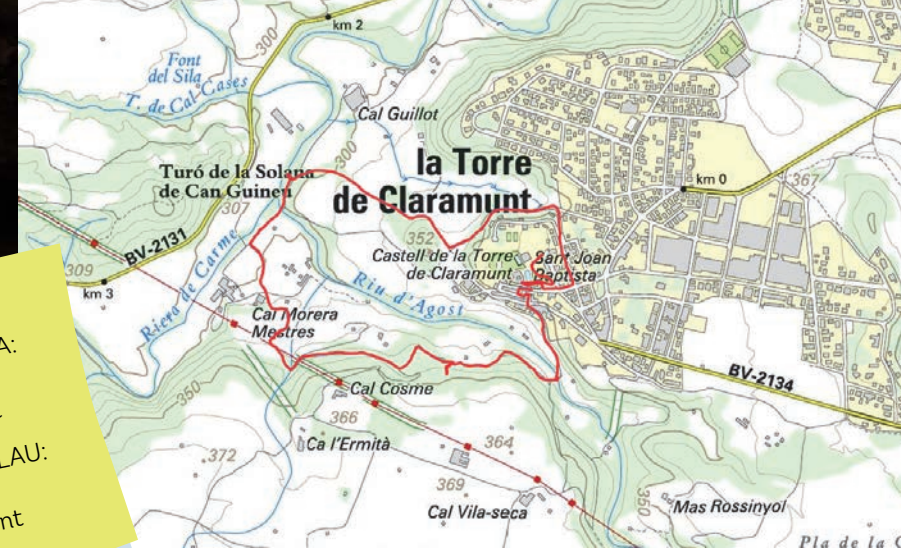 km 2
300
Font
del Sila
T. de Cal Cases
Cal Guillot
300
la Torre
de Claramunt
Turó de la Solana
de Can Guineu
307
km 0
367
352
Castell de la Torre
de Claramunt
Sant Joan
Baptista
BV-2131
309
km 3
Riera de Carme
Riu d'Agost
Cal Morera
Mestres
A:
LAU:
nt
350
Cal Cosme
366
BV-2134
Ca l'Ermità
364
372
369
Cal Vila-seca
350
Mas Rossinyol
Pla de la C